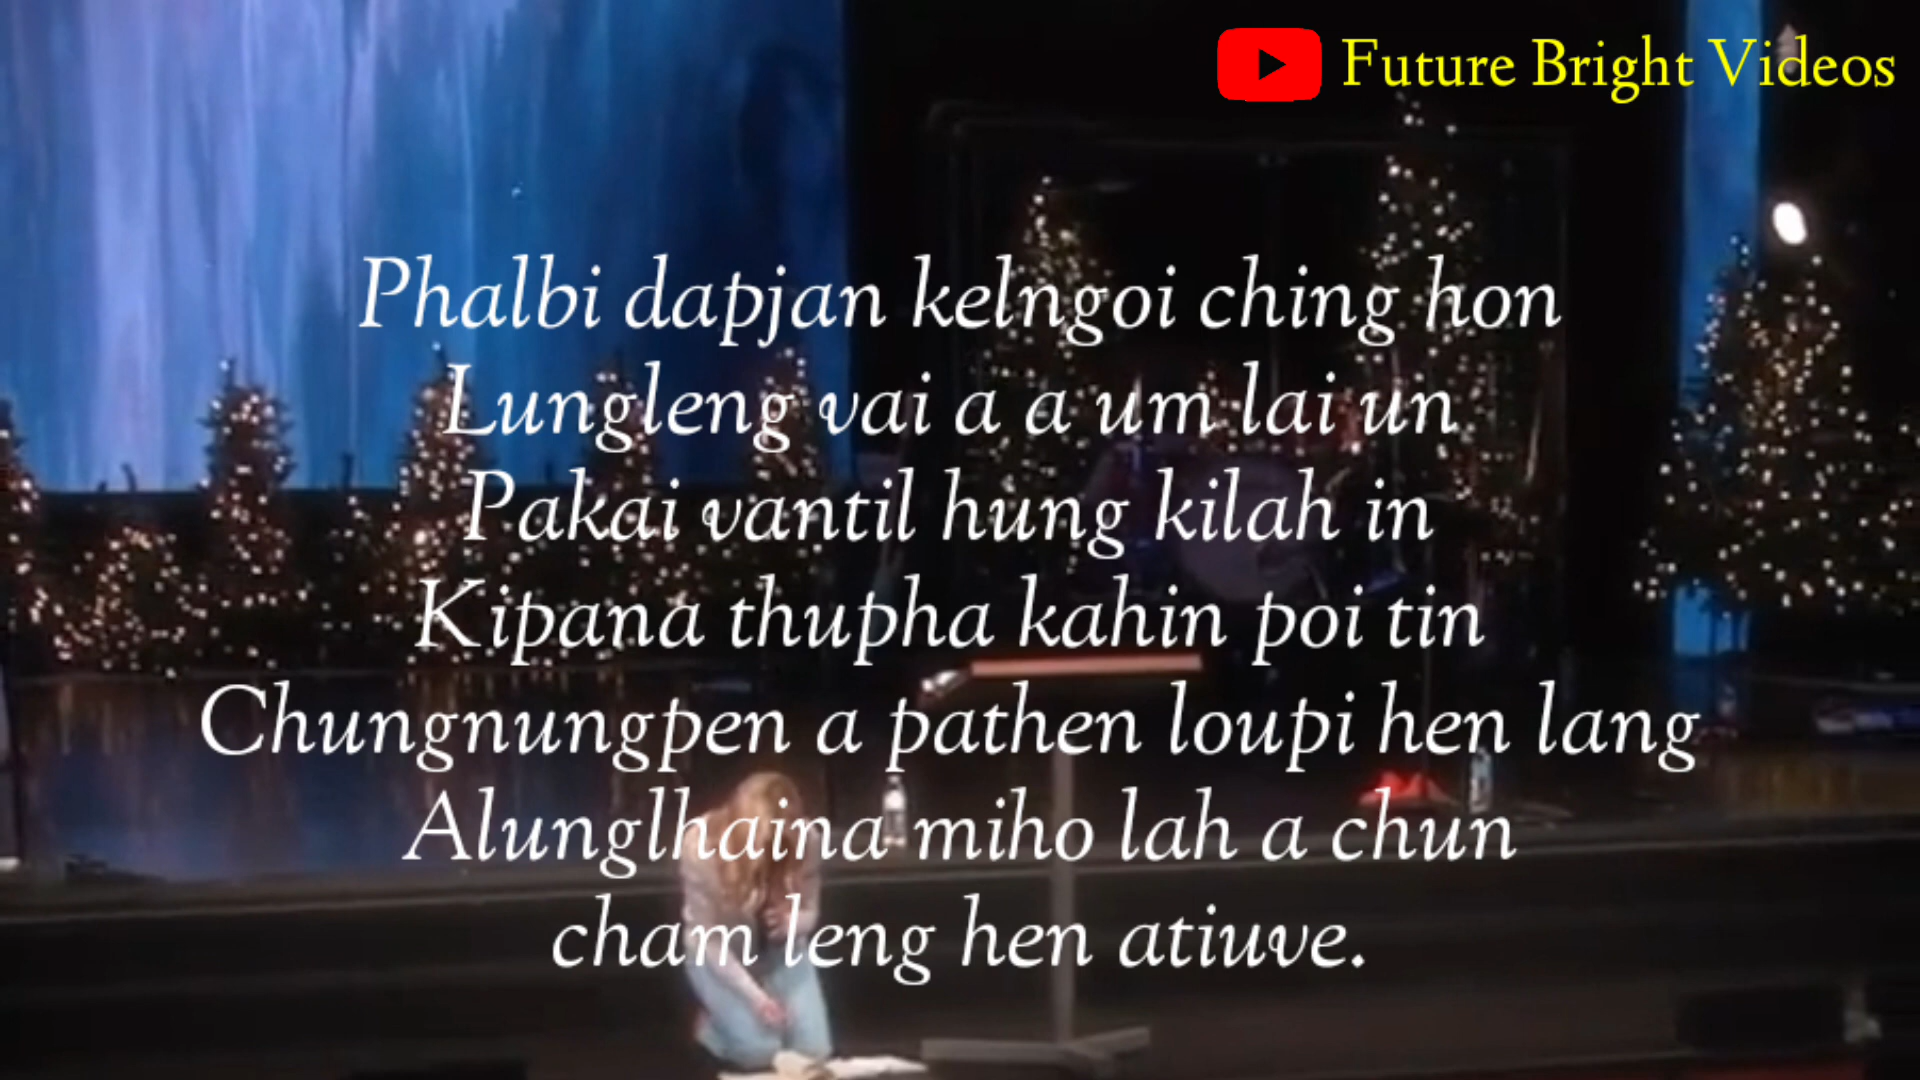 Future Bright Videos
Phalbi dapjan kelngoi ching hon
Lungleng vai a a um lai un
Pakai vantil hung kilah in
Kipana thupha kahin poi tin
Chungnungpen a pathen loupi hen lang
Alunglhaina miho lah a chun
cham leng hen atiuve.